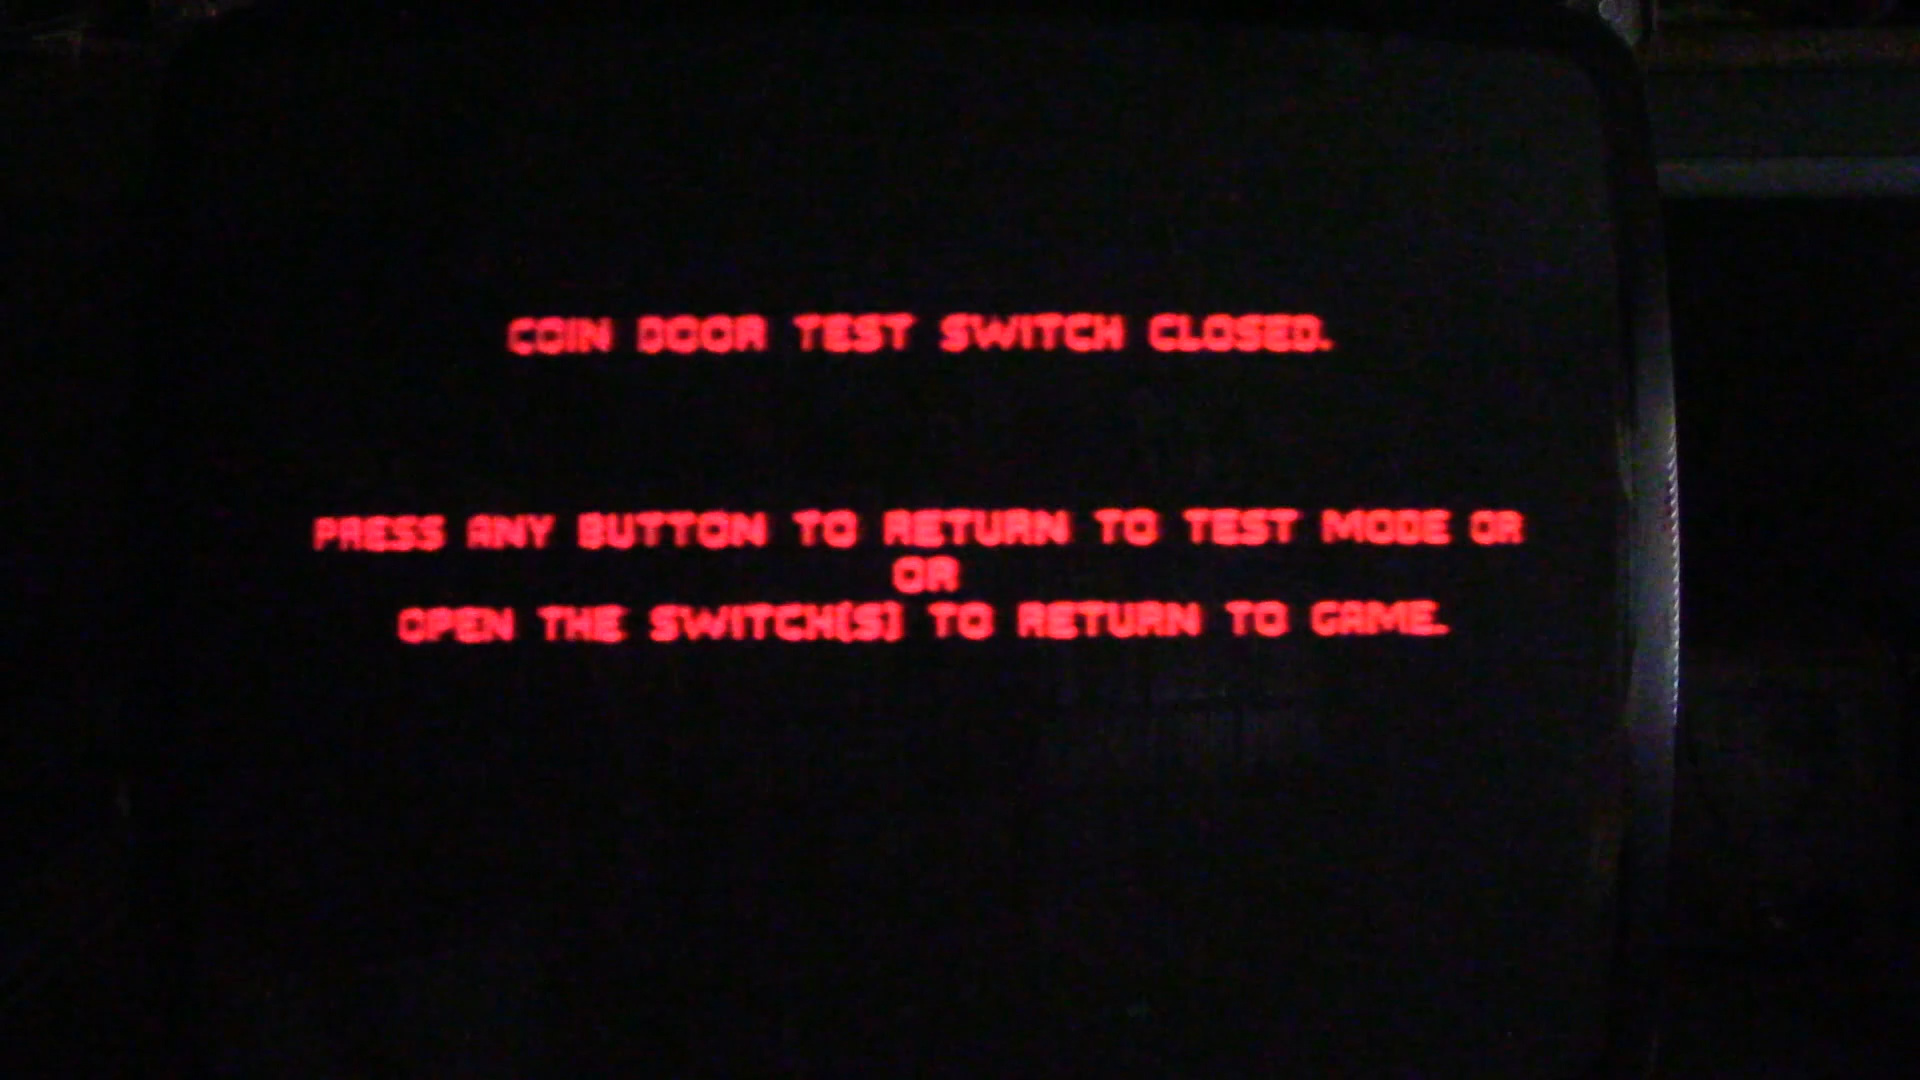 COIN DOOR TEST SWITCH CLOSED.
PRESS ANY BUTTON TO RETURN TO TEST MODE OR
OR
OPEN THE SWITCH(S) TO RETURN TO GAME.